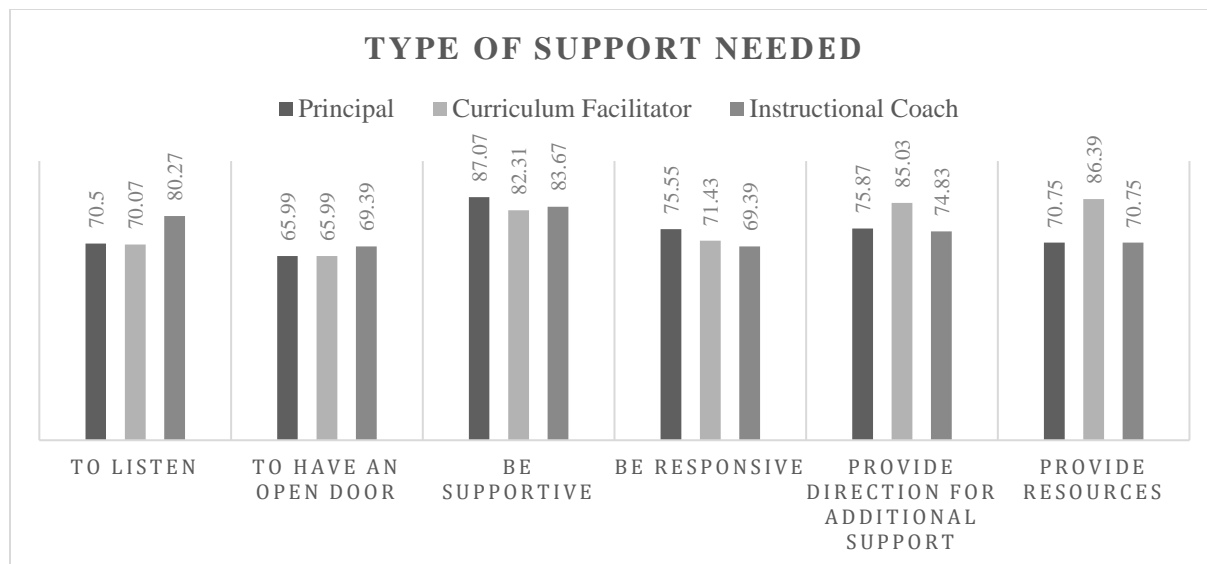 TYPE OF SUPPORT NEEDED
Principal Curriculum Facilitator Instructional Coach
70.5 70.07 80.27 65.99 65.99 69.39 87.07 82.31 83.67 75.55 71.43 69.39 75.87 85.03 74.83 70.75 86.39 70.75
TO LISTEN
TO HAVE AN
OPEN DOOR
BE
SUPPORTIVE
BE RESPONSIVE
PROVIDE
DIRECTION FOR
ADDITIONAL
SUPPORT
PROVIDE
RESOURCES